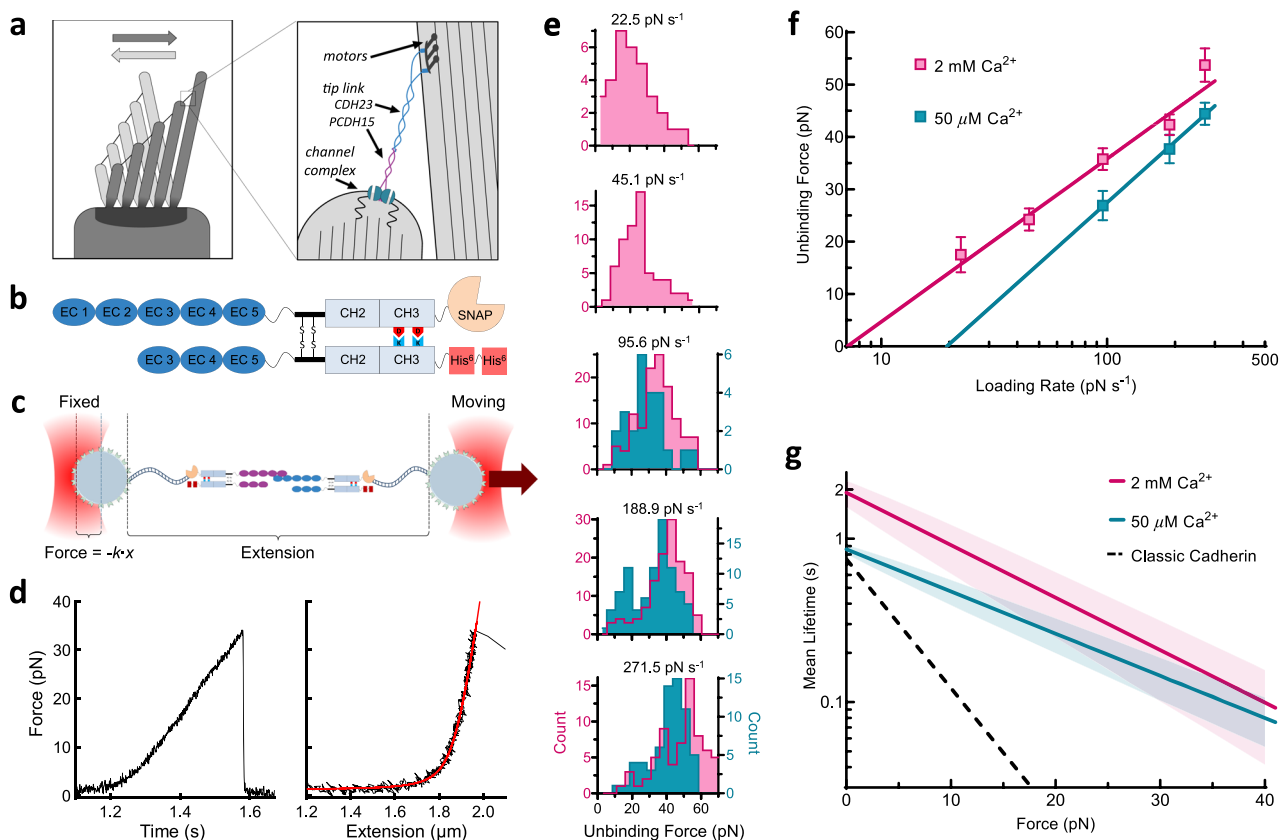 a
motors
tip link
CDH23
PCDH15
channel
complex
b
EC 1 EC 2 EC 3 EC 4 EC 5 CH2 CH3 SNAP
EC 3 EC 4 EC 5 CH2 CH3 His⁶ His⁶
c
Fixed
Moving
Force = -k·x
Extension
d
Force (pN)
40
30
20
10
0
1.2 1.4 1.6
Time (s)
1.2 1.4 1.6 1.8 2.0
Extension (µm)
e
22.5 pN s⁻¹
7
6
5
4
3
2
1
0
45.1 pN s⁻¹
15
10
5
0
95.6 pN s⁻¹
20
10
0
6
4
2
0
188.9 pN s⁻¹
30
20
10
0
15
10
5
0
271.5 pN s⁻¹
15
10
5
0
15
10
5
0
Count
Count
0 20 40 60
Unbinding Force (pN)
f
2 mM Ca²⁺
50 µM Ca²⁺
Unbinding Force (pN)
60
50
40
30
20
10
0
10 100 500
Loading Rate (pN s⁻¹)
g
2 mM Ca²⁺
50 µM Ca²⁺
Classic Cadherin
Mean Lifetime (s)
2
1
0.1
0 10 20 30 40
Force (pN)